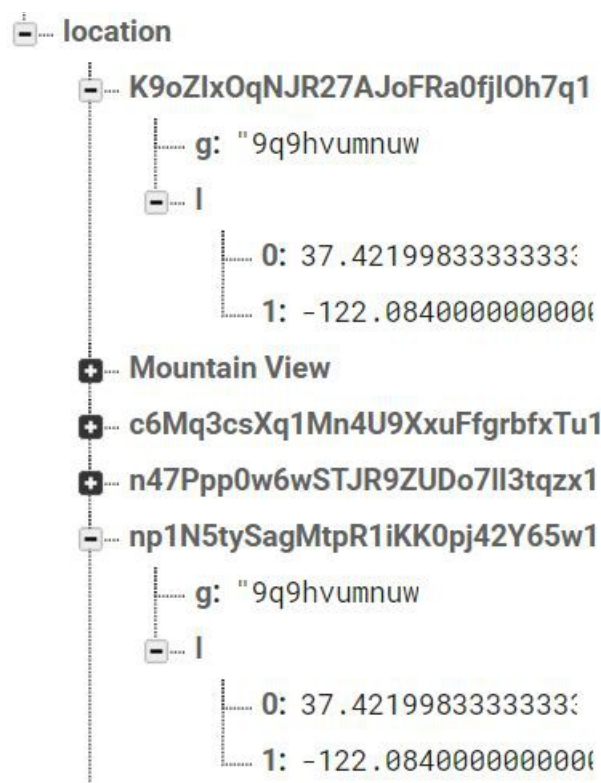 location
K9oZIxOqNJR27AJoFRa0fjlOh7q1
g: "9q9hvumnuw
l
0: 37.4219983333333
1: -122.084000000000
Mountain View
c6Mq3csXq1Mn4U9XxuFfgrbfxTu1
n47Ppp0w6wSTJR9ZUDo7Il3tqzx1
np1N5tySagMtpR1iKK0pj42Y65w1
g: "9q9hvumnuw
l
0: 37.4219983333333
1: -122.084000000000